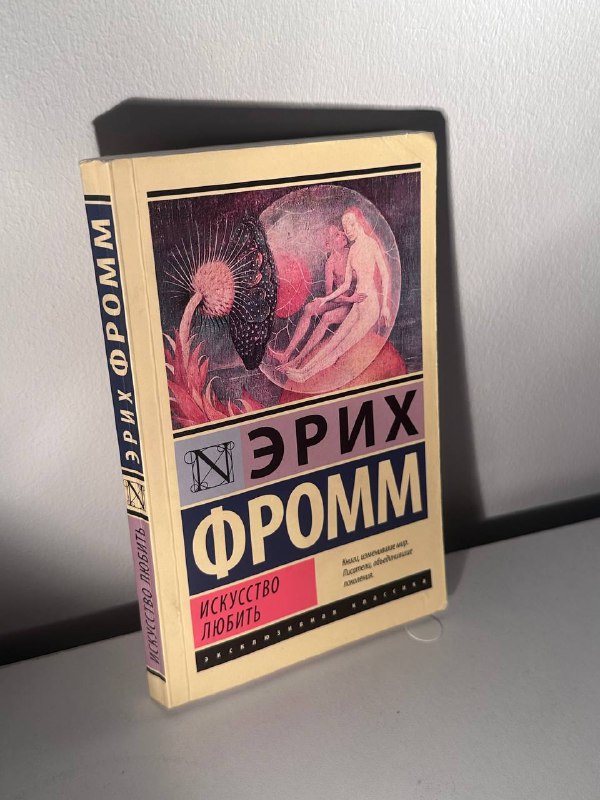 ЭРИХ ФРОММ
N
ИСКУССТВО ЛЮБИТЬ
N
ЭРИХ
ФРОММ
ИСКУССТВО
ЛЮБИТЬ
Книги, изменившие мир.
Писатели, объединившие
поколения.
эксклюзивная классика